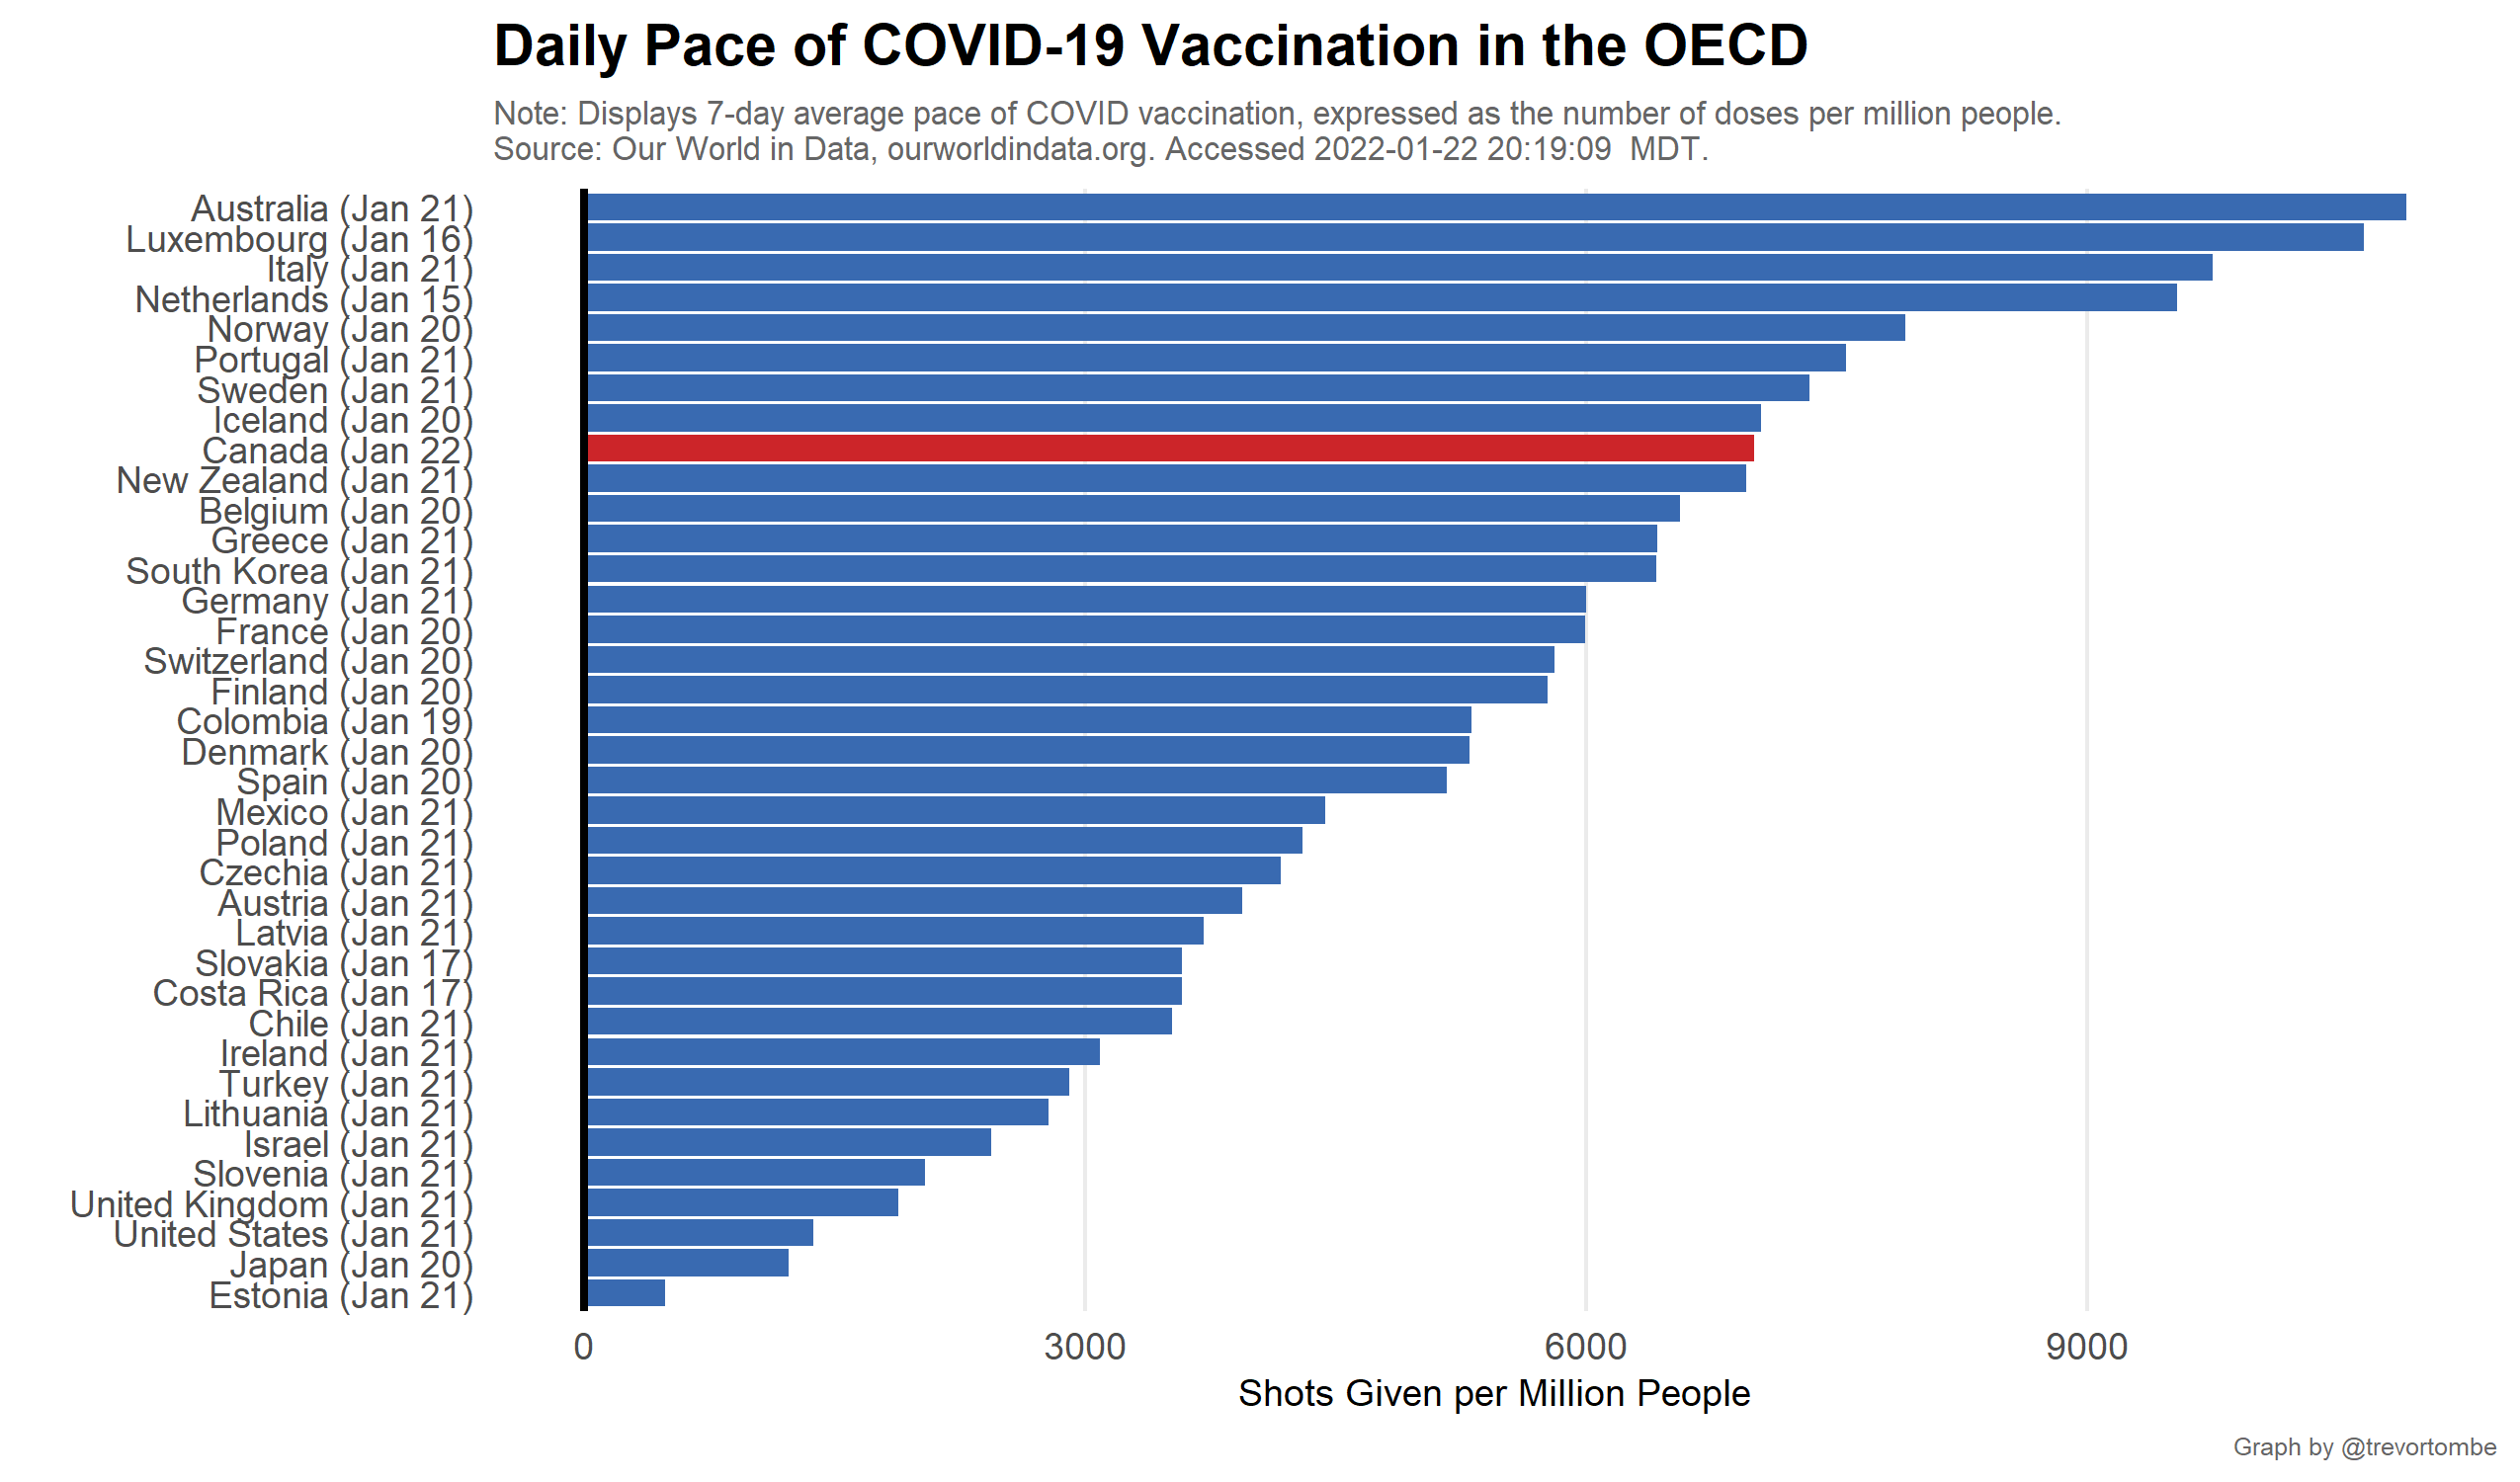 Daily Pace of COVID-19 Vaccination in the OECD
Note: Displays 7-day average pace of COVID vaccination, expressed as the number of doses per million people.
Source: Our World in Data, ourworldindata.org. Accessed 2022-01-22 20:19:09  MDT.
Australia (Jan 21)
Luxembourg (Jan 16)
Italy (Jan 21)
Netherlands (Jan 15)
Norway (Jan 20)
Portugal (Jan 21)
Sweden (Jan 21)
Iceland (Jan 20)
Canada (Jan 22)
New Zealand (Jan 21)
Belgium (Jan 20)
Greece (Jan 21)
South Korea (Jan 21)
Germany (Jan 21)
France (Jan 20)
Switzerland (Jan 20)
Finland (Jan 20)
Colombia (Jan 19)
Denmark (Jan 20)
Spain (Jan 20)
Mexico (Jan 21)
Poland (Jan 21)
Czechia (Jan 21)
Austria (Jan 21)
Latvia (Jan 21)
Slovakia (Jan 17)
Costa Rica (Jan 17)
Chile (Jan 21)
Ireland (Jan 21)
Turkey (Jan 21)
Lithuania (Jan 21)
Israel (Jan 21)
Slovenia (Jan 21)
United Kingdom (Jan 21)
United States (Jan 21)
Japan (Jan 20)
Estonia (Jan 21)
0 3000 6000 9000
Shots Given per Million People
Graph by @trevortombe